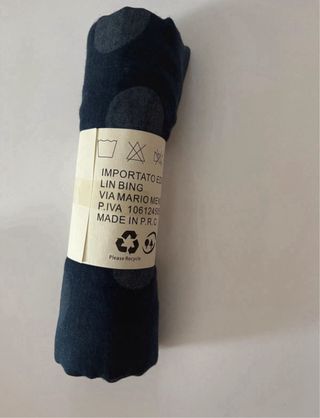 IMPORTATO
LIN BING
VIA MARIO
P.IVA
MADE IN P.R.C
Please Recycle